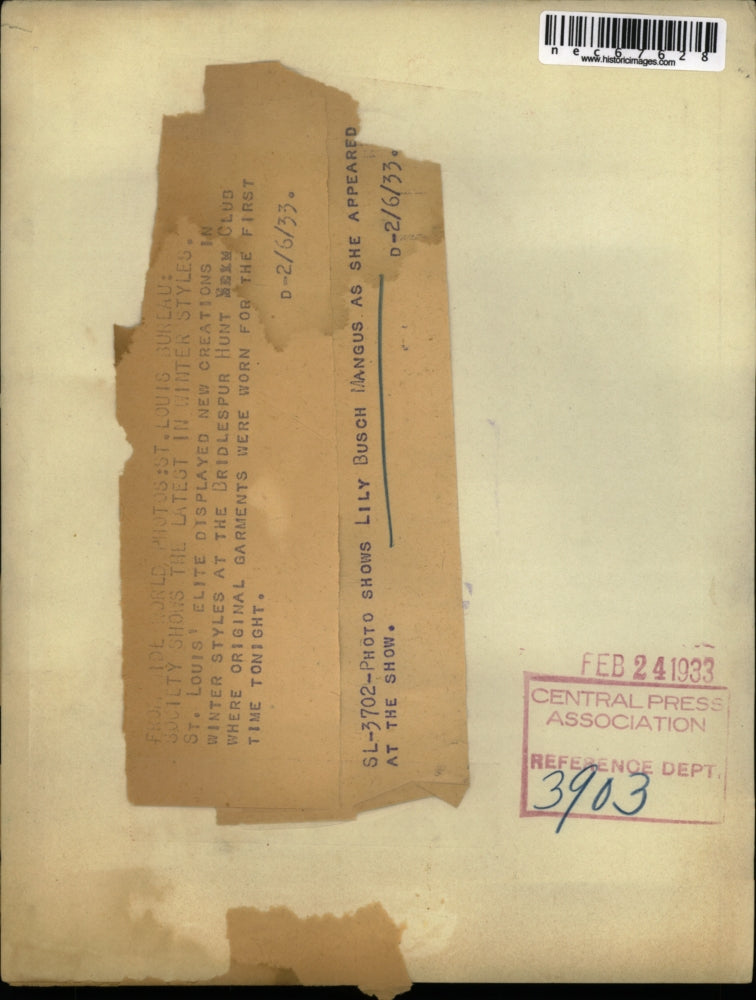 nec67628
www.historicimages.com
FROM WIDE WORLD PHOTOS:ST.LOUIS BUREAU:
SOCIETY SHOWS THE LATEST IN WINTER STYLES.
ST. LOUIS' ELITE DISPLAYED NEW CREATIONS IN
WINTER STYLES AT THE BRIDLESPUR HUNT CLUB
WHERE ORIGINAL GARMENTS WERE WORN FOR THE FIRST
TIME TONIGHT.
D-2/6/33.
SL-3702-PHOTO SHOWS LILY BUSCH MANGUS AS SHE APPEARED
AT THE SHOW.
D-2/6/33.
FEB 24 1933
CENTRAL PRESS
ASSOCIATION
REFERENCE DEPT.
3903